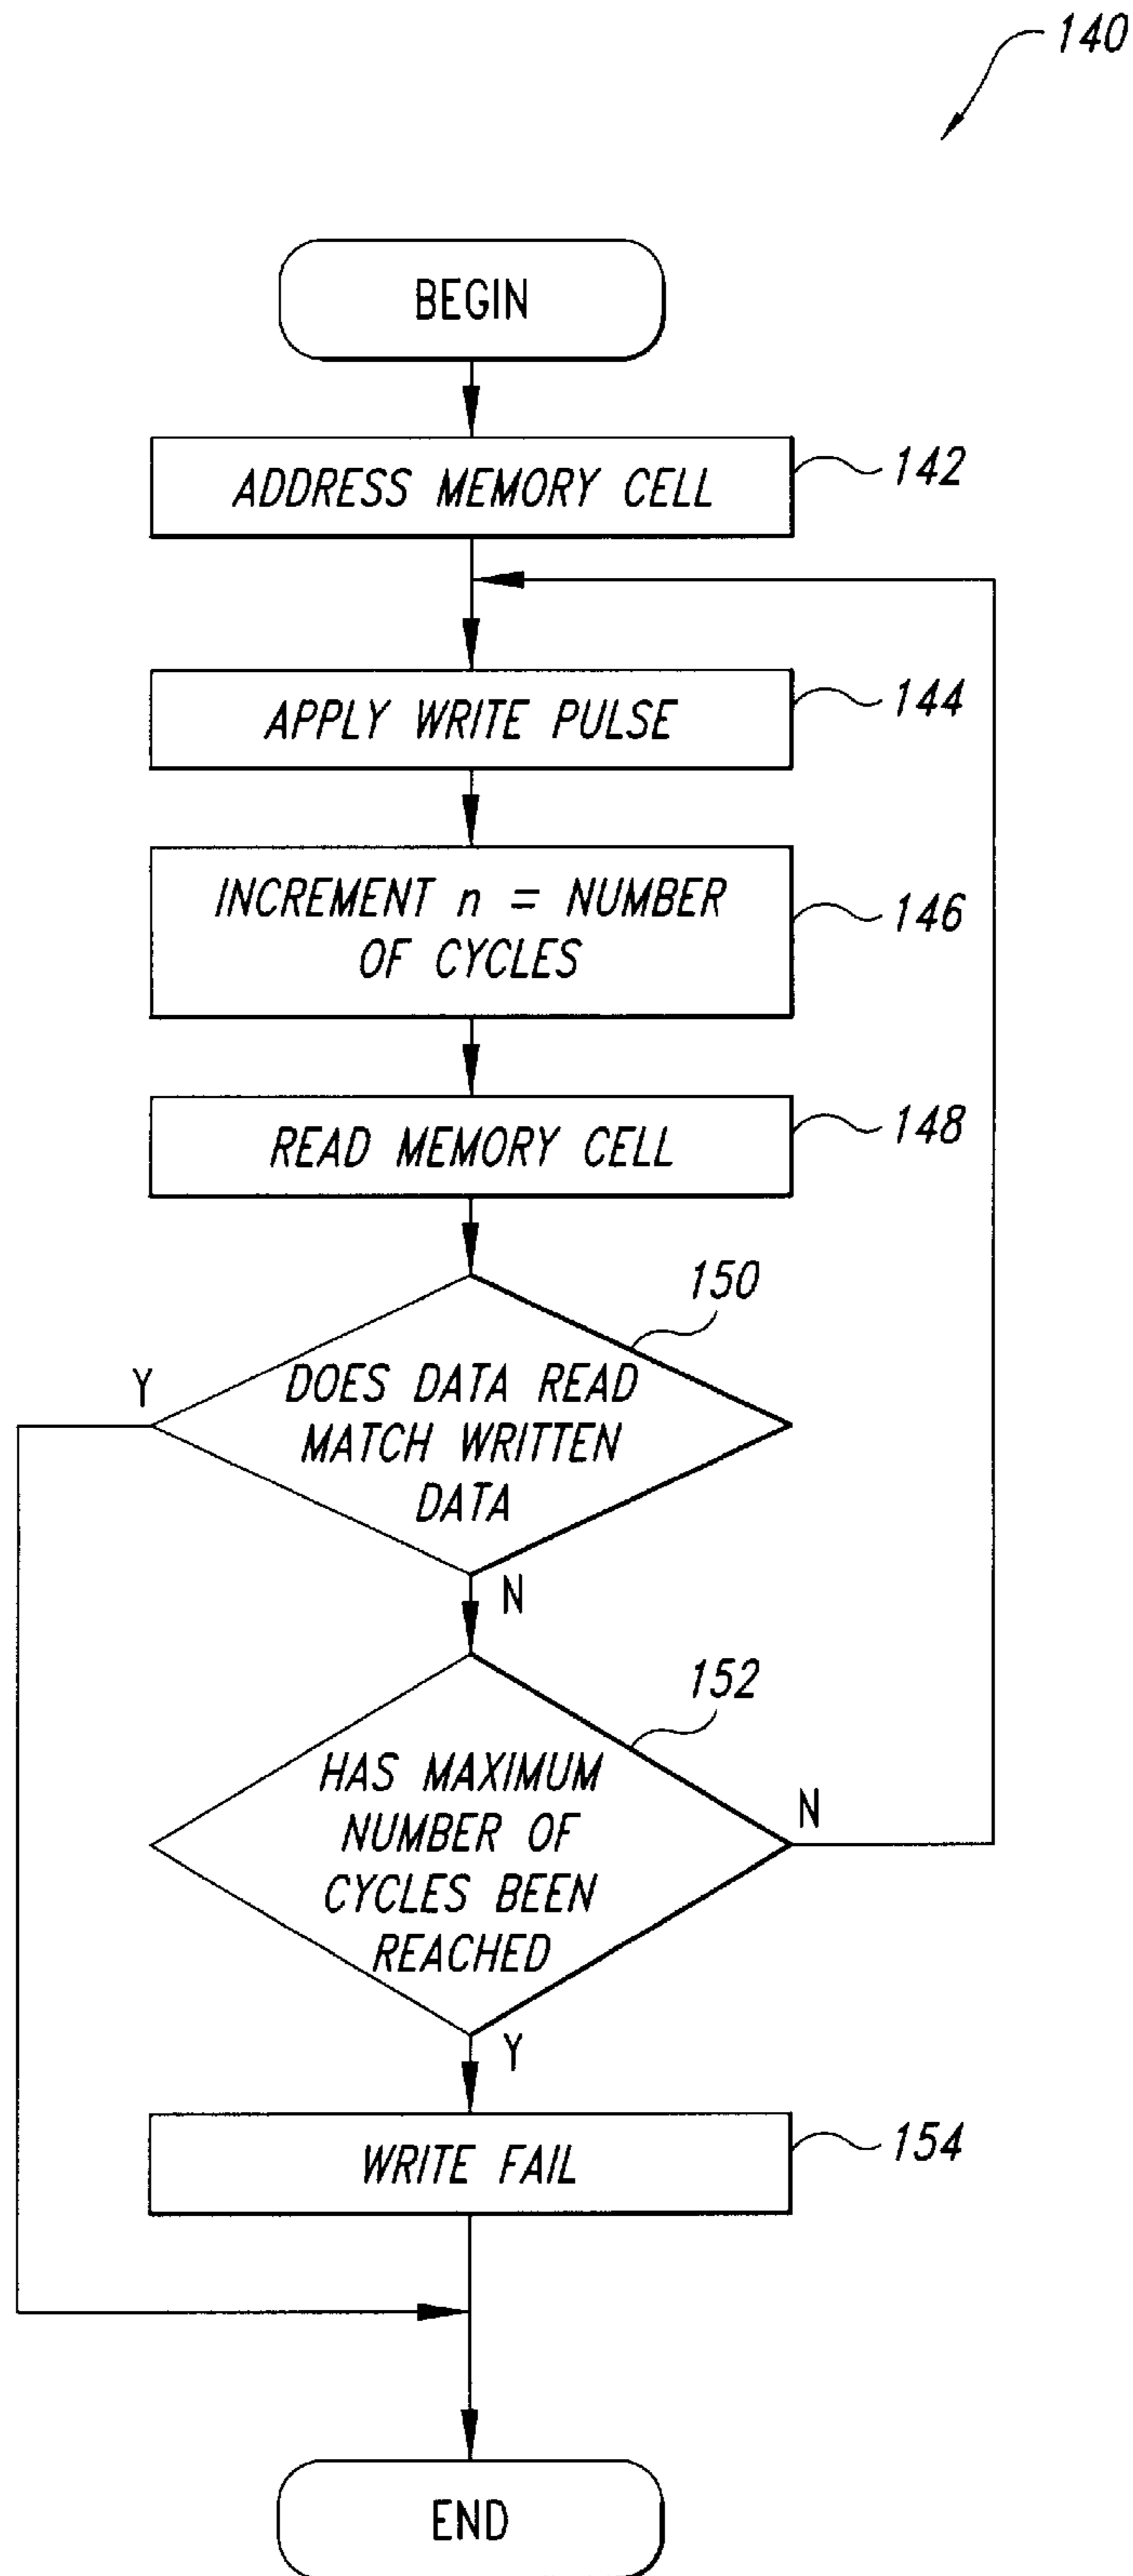 140
BEGIN
ADDRESS MEMORY CELL
142
APPLY WRITE PULSE
144
INCREMENT n = NUMBER
OF CYCLES
146
READ MEMORY CELL
148
150
Y
DOES DATA READ
MATCH WRITTEN
DATA
N
152
HAS MAXIMUM
NUMBER OF
CYCLES BEEN
REACHED
N
Y
WRITE FAIL
154
END